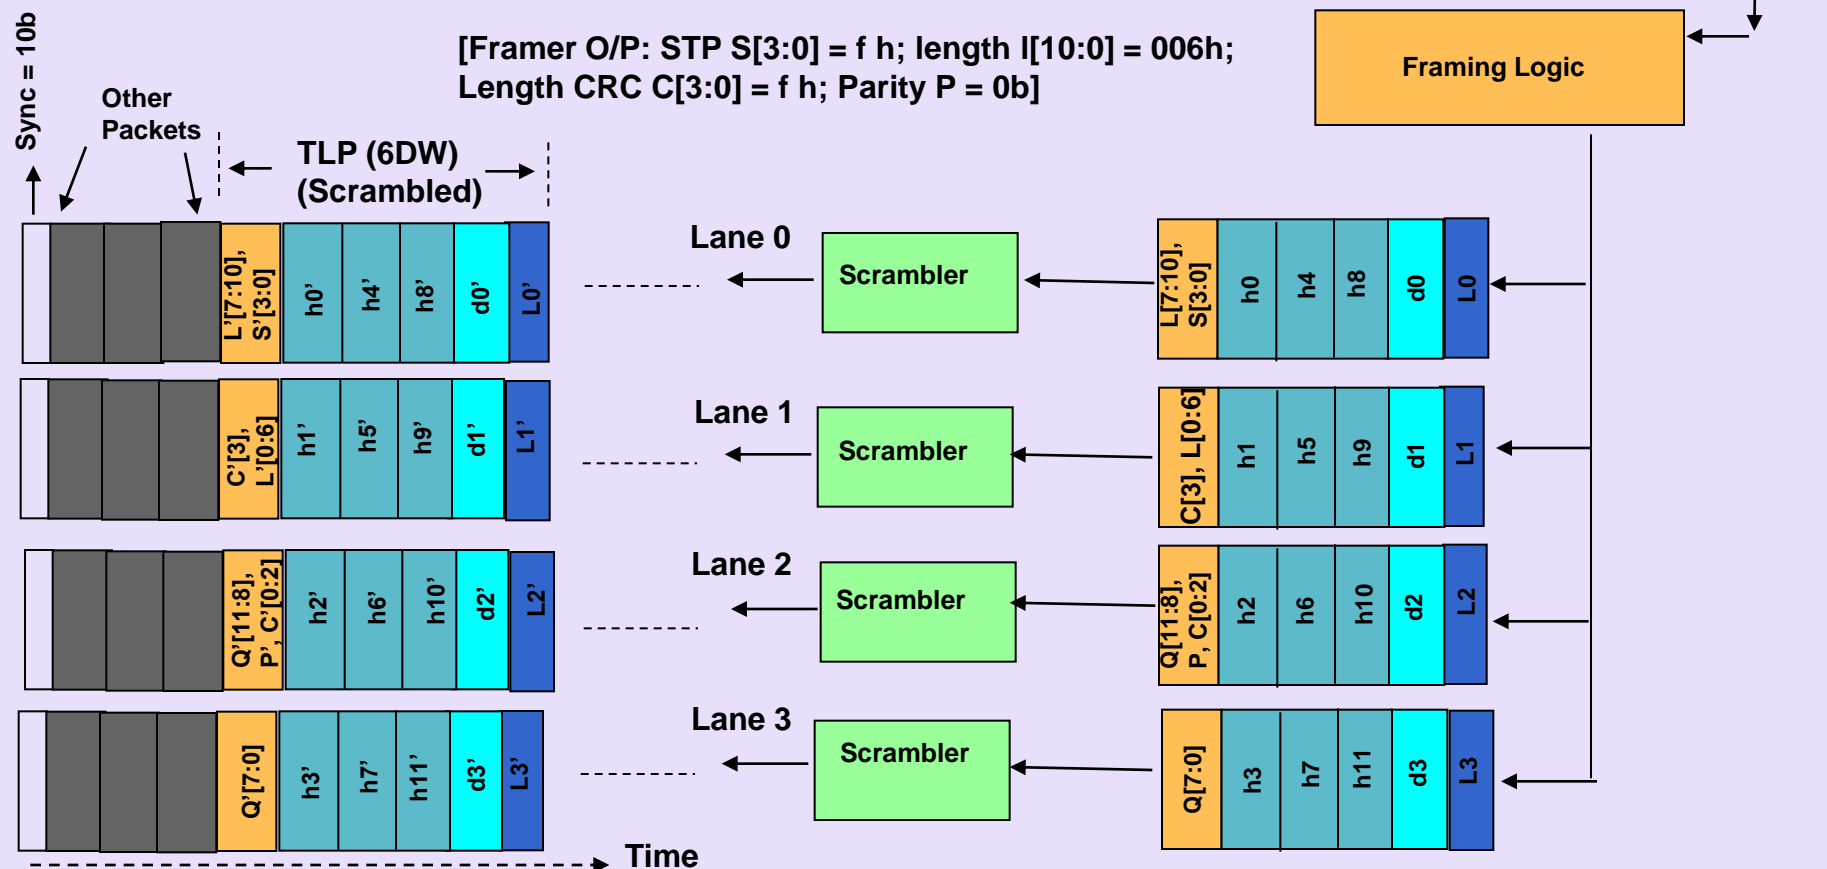 Sync = 10b
[Framer O/P: STP S[3:0] = f h; length l[10:0] = 006h;
Length CRC C[3:0] = f h; Parity P = 0b]
Framing Logic
Other
Packets
TLP (6DW)
(Scrambled)
L'[7:10],
S'[3:0]
h0'
h4'
h8'
d0'
L0'
Lane 0
Scrambler
L[7:10],
S[3:0]
h0
h4
h8
d0
L0
C'[3],
L'[0:6]
h1'
h5'
h9'
d1'
L1'
Lane 1
Scrambler
C[3], L[0:6]
h1
h5
h9
d1
L1
Q'[11:8],
P', C'[0:2]
h2'
h6'
h10'
d2'
L2'
Lane 2
Scrambler
Q[11:8],
P, C[0:2]
h2
h6
h10
d2
L2
Q'[7:0]
h3'
h7'
h11'
d3'
L3'
Lane 3
Scrambler
Q[7:0]
h3
h7
h11
d3
L3
Time